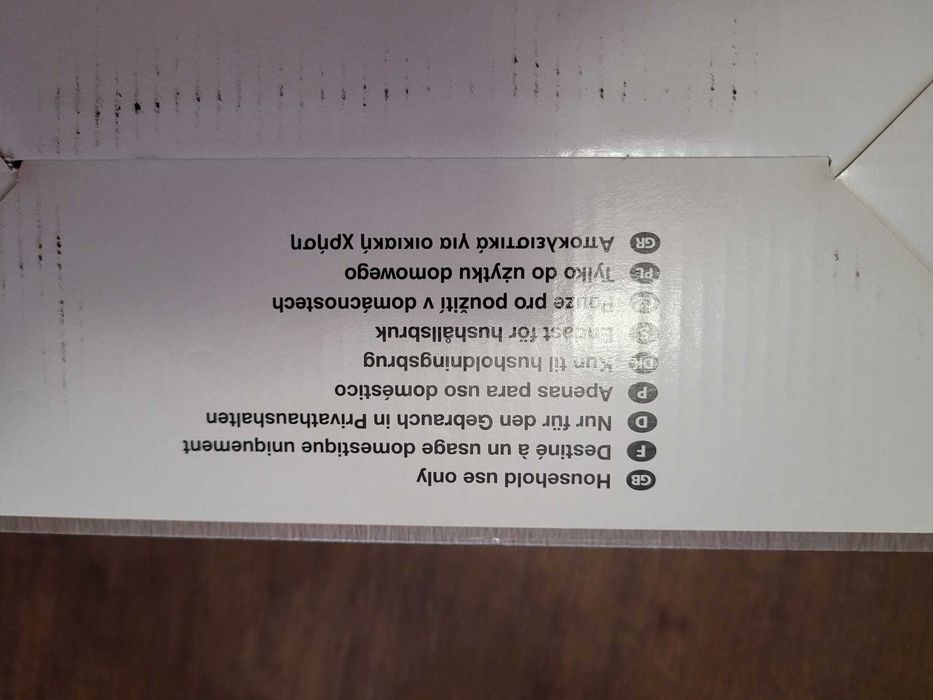 GB Household use only
F Destiné à un usage domestique uniquement
D Nur für den Gebrauch in Privathaushalten
P Apenas para uso doméstico
DK Kun til husholdningsbrug
S Endast för hushållsbruk
Pouze pro použití v domácnostech
PL Tylko do użytku domowego
GR Αποκλειστικά για οικιακή χρήση